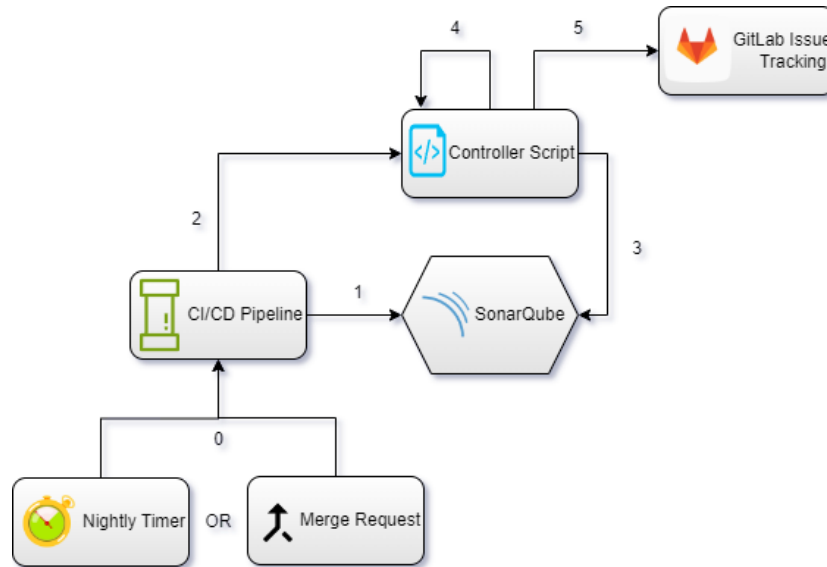 4
5
GitLab Issue
Tracking
</> Controller Script
2
3
CI/CD Pipeline
1
SonarQube
0
Nightly Timer
OR
Merge Request